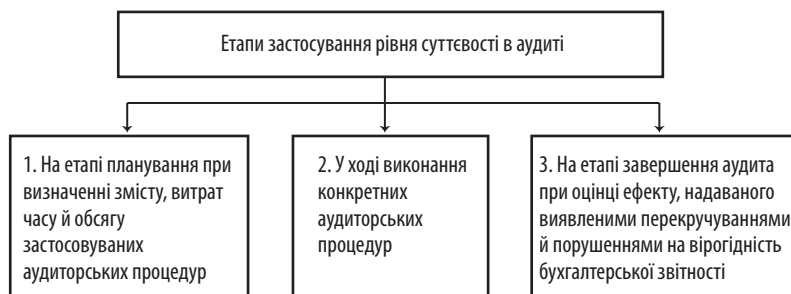 Етапи застосування рівня суттєвості в аудиті
1. На етапі планування при
визначенні змісту, витрат
часу й обсягу
застосовуваних
аудиторських процедур
2. У ході виконання
конкретних
аудиторських
процедур
3. На етапі завершення аудита
при оцінці ефекту, надаваного
виявленими перекручуваннями
й порушеннями на вірогідність
бухгалтерської звітності